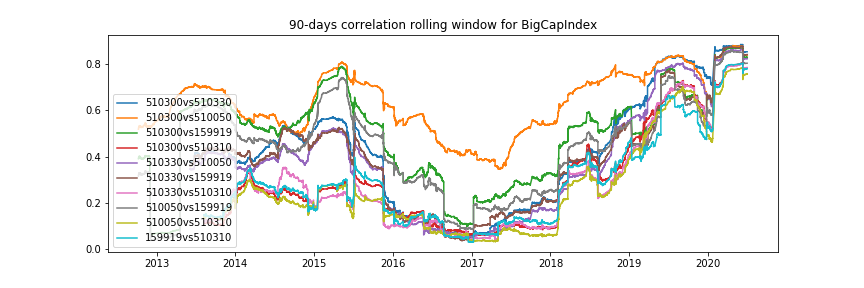 90-days correlation rolling window for BigCapIndex
0.8
0.6
0.4
0.2
0.0
510300vs510330
510300vs510050
510300vs159919
510300vs510310
510330vs510050
510330vs159919
510330vs510310
510050vs159919
510050vs510310
159919vs510310
2013 2014 2015 2016 2017 2018 2019 2020